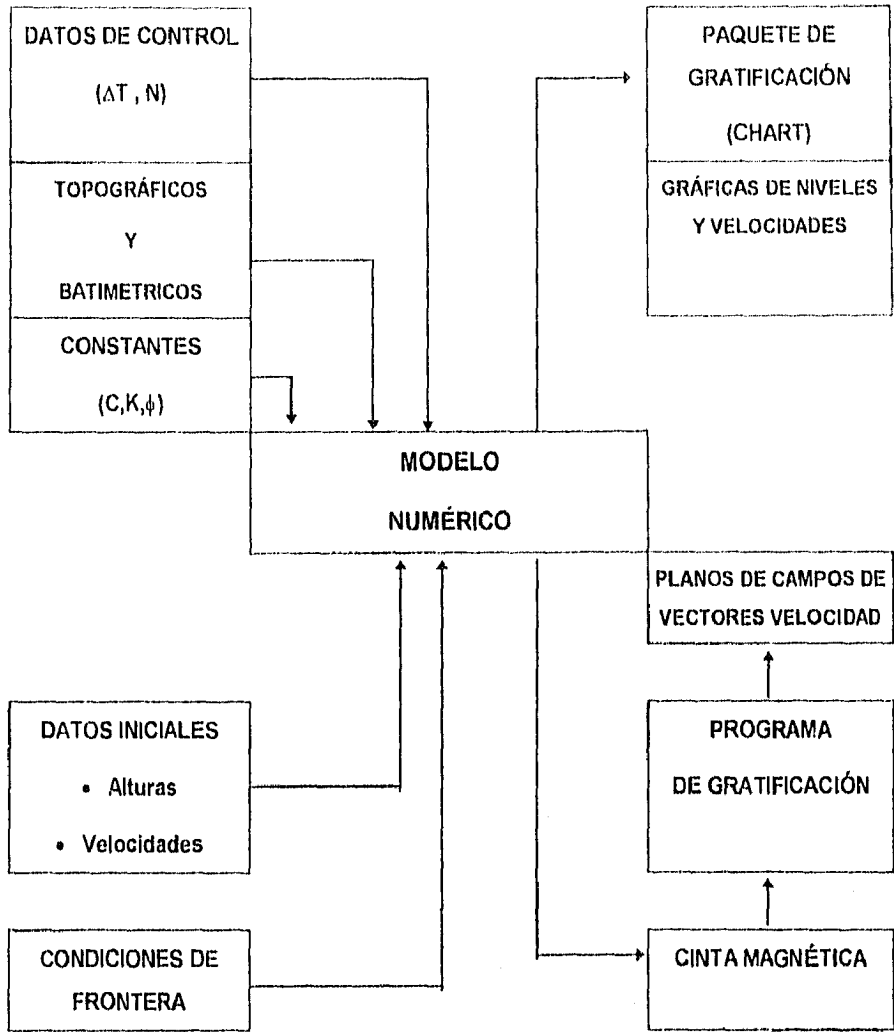 DATOS DE CONTROL
(ΔT , N)
TOPOGRÁFICOS
Y
BATIMETRICOS
CONSTANTES
(C,K,ϕ)
PAQUETE DE
GRATIFICACIÓN
(CHART)
GRÁFICAS DE NIVELES
Y VELOCIDADES
MODELO
NUMÉRICO
PLANOS DE CAMPOS DE
VECTORES VELOCIDAD
DATOS INICIALES
• Alturas
• Velocidades
PROGRAMA
DE GRATIFICACIÓN
CONDICIONES DE
FRONTERA
CINTA MAGNÉTICA